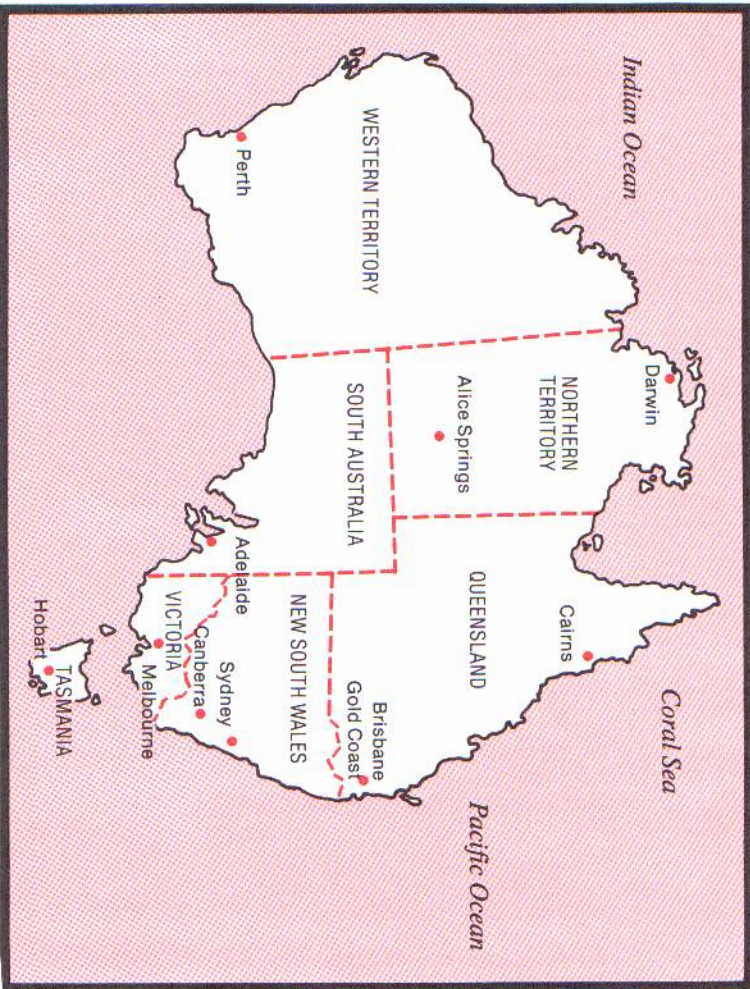 Indian Ocean
Coral Sea
Pacific Ocean
Darwin
NORTHERN
TERRITORY
Cairns
Alice Springs
QUEENSLAND
WESTERN TERRITORY
SOUTH AUSTRALIA
Brisbane
Gold Coast
NEW SOUTH WALES
Perth
Adelaide
Sydney
Canberra
VICTORIA
Melbourne
TASMANIA
Hobart